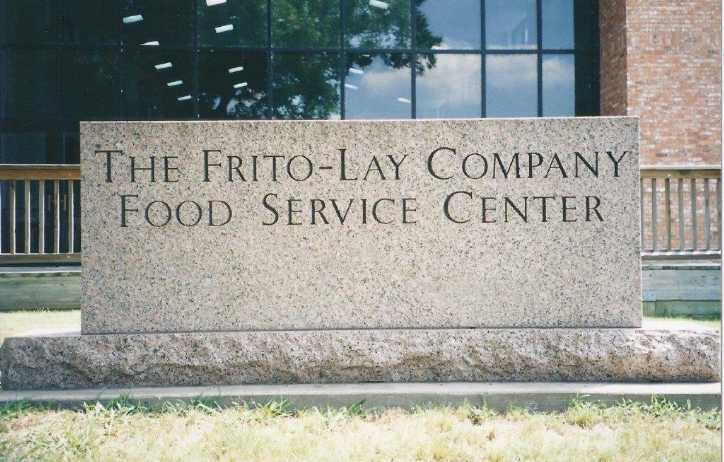 THE FRITO-LAY COMPANY
FOOD SERVICE CENTER